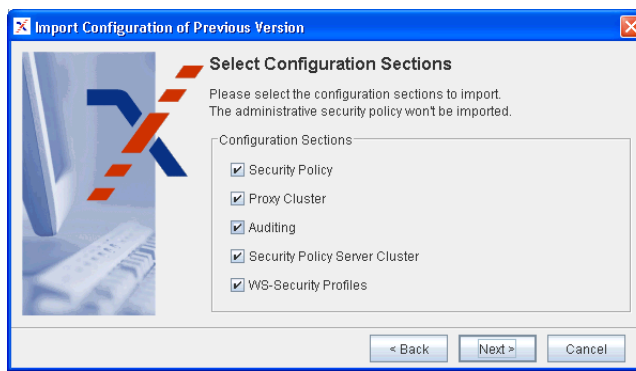 Import Configuration of Previous Version
Select Configuration Sections
Please select the configuration sections to import.
The administrative security policy won't be imported.
Configuration Sections
Security Policy
Proxy Cluster
Auditing
Security Policy Server Cluster
WS-Security Profiles
< Back Next > Cancel